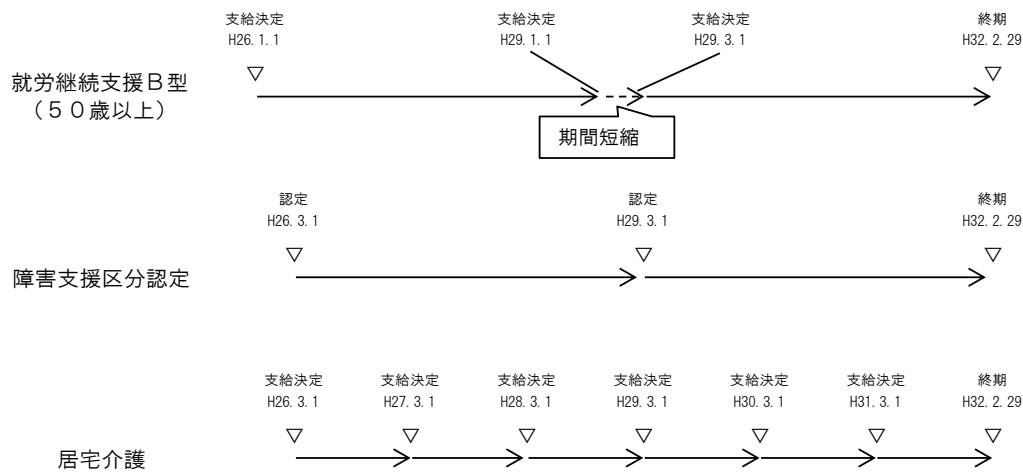 支給決定 支給決定 支給決定 終期
H26. 1. 1 H29. 1. 1 H29. 3. 1 H32. 2. 29
▽ ▽
就労継続支援Ｂ型
（５０歳以上）
期間短縮
認定 認定 終期
H26. 3. 1 H29. 3. 1 H32. 2. 29
▽ ▽ ▽
障害支援区分認定
支給決定 支給決定 支給決定 支給決定 支給決定 支給決定 終期
H26. 3. 1 H27. 3. 1 H28. 3. 1 H29. 3. 1 H30. 3. 1 H31. 3. 1 H32. 2. 29
▽ ▽ ▽ ▽ ▽ ▽ ▽
居宅介護